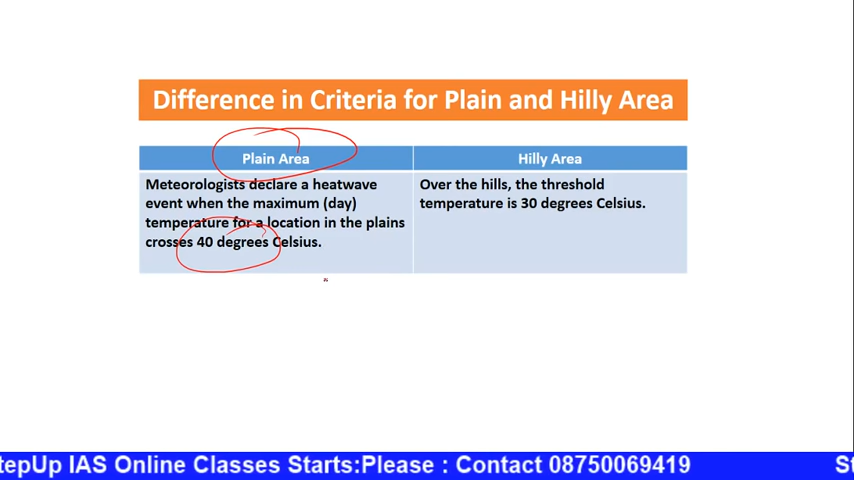 Difference in Criteria for Plain and Hilly Area
Plain Area
Hilly Area
Meteorologists declare a heatwave
event when the maximum (day)
temperature for a location in the plains
crosses 40 degrees Celsius.
Over the hills, the threshold
temperature is 30 degrees Celsius.
tepUp IAS Online Classes Starts:Please : Contact 08750069419
St